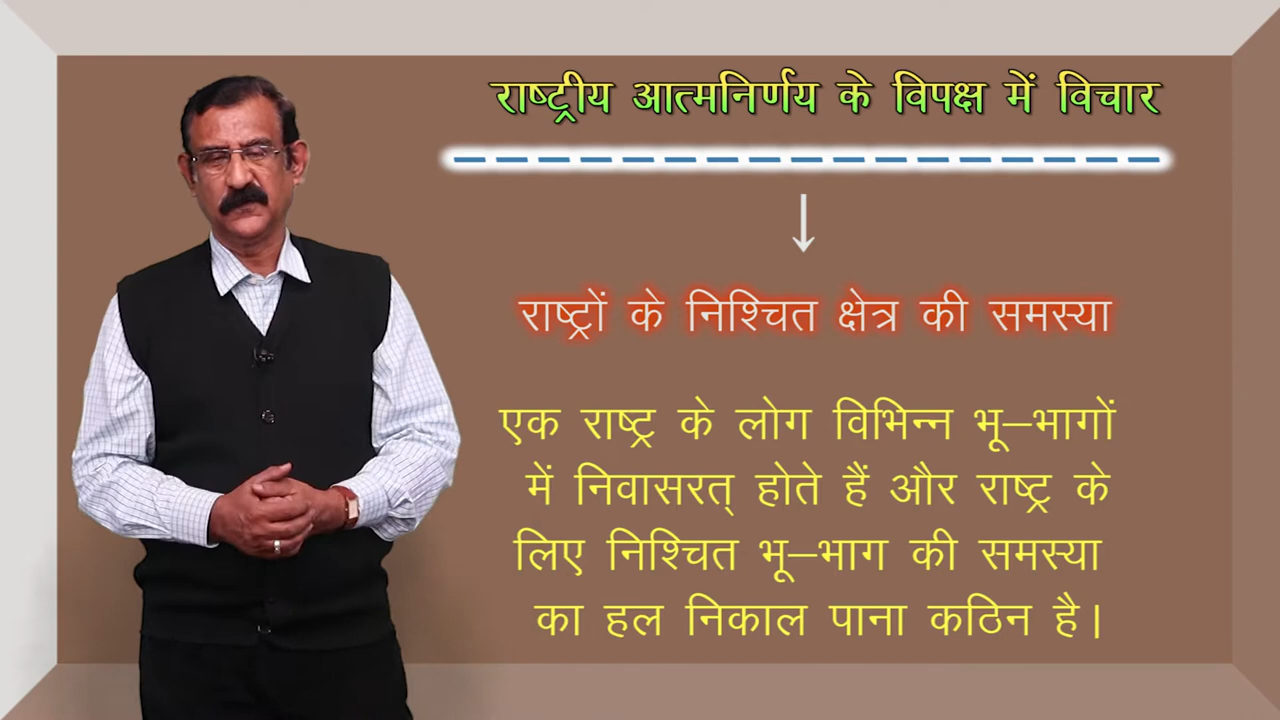 राष्ट्रीय आत्मनिर्णय के विपक्ष में विचार
राष्ट्रों के निश्चित क्षेत्र की समस्या
एक राष्ट्र के लोग विभिन्न भू–भागों
में निवासरत् होते हैं और राष्ट्र के
लिए निश्चित भू–भाग की समस्या
का हल निकाल पाना कठिन है।